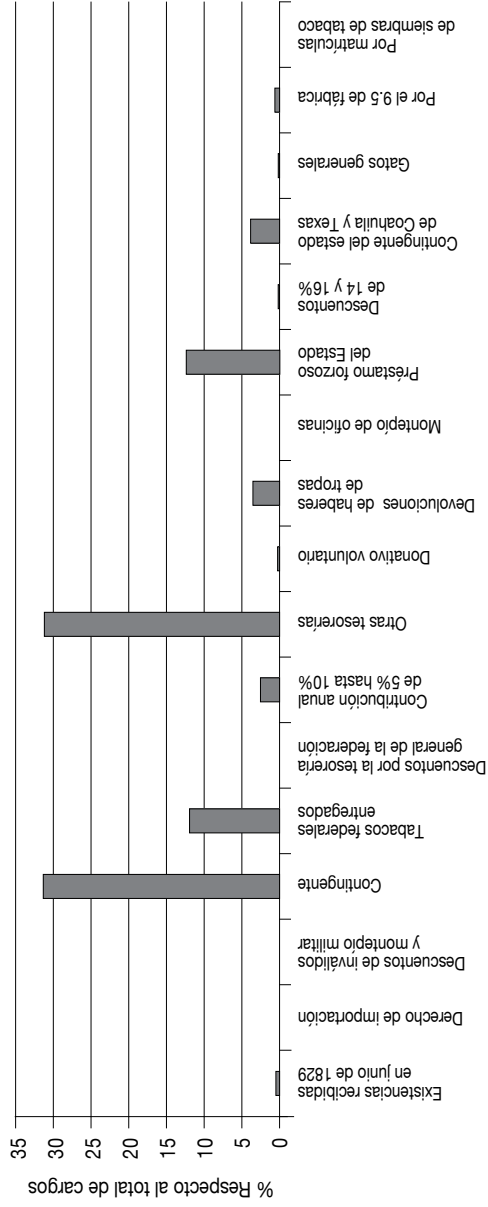 % Respecto al total de cargos
35
30
25
20
15
10
5
0
Existencias recibidas
en junio de 1829
Derecho de importación
Descuentos de inválidos
y montepío militar
Contingente
Tabacos federales
entregados
Descuentos por la tesorería
general de la federación
Contribución anual
de 5% hasta 10%
Otras tesorerías
Donativo voluntario
Devoluciones de haberes
de tropas
Montepío de oficinas
Préstamo forzoso
del Estado
Descuentos
de 14 y 16%
Contingente del estado
de Coahuila y Texas
Gatos generales
Por el 9.5 de fábrica
Por matrículas
de siembras de tabaco